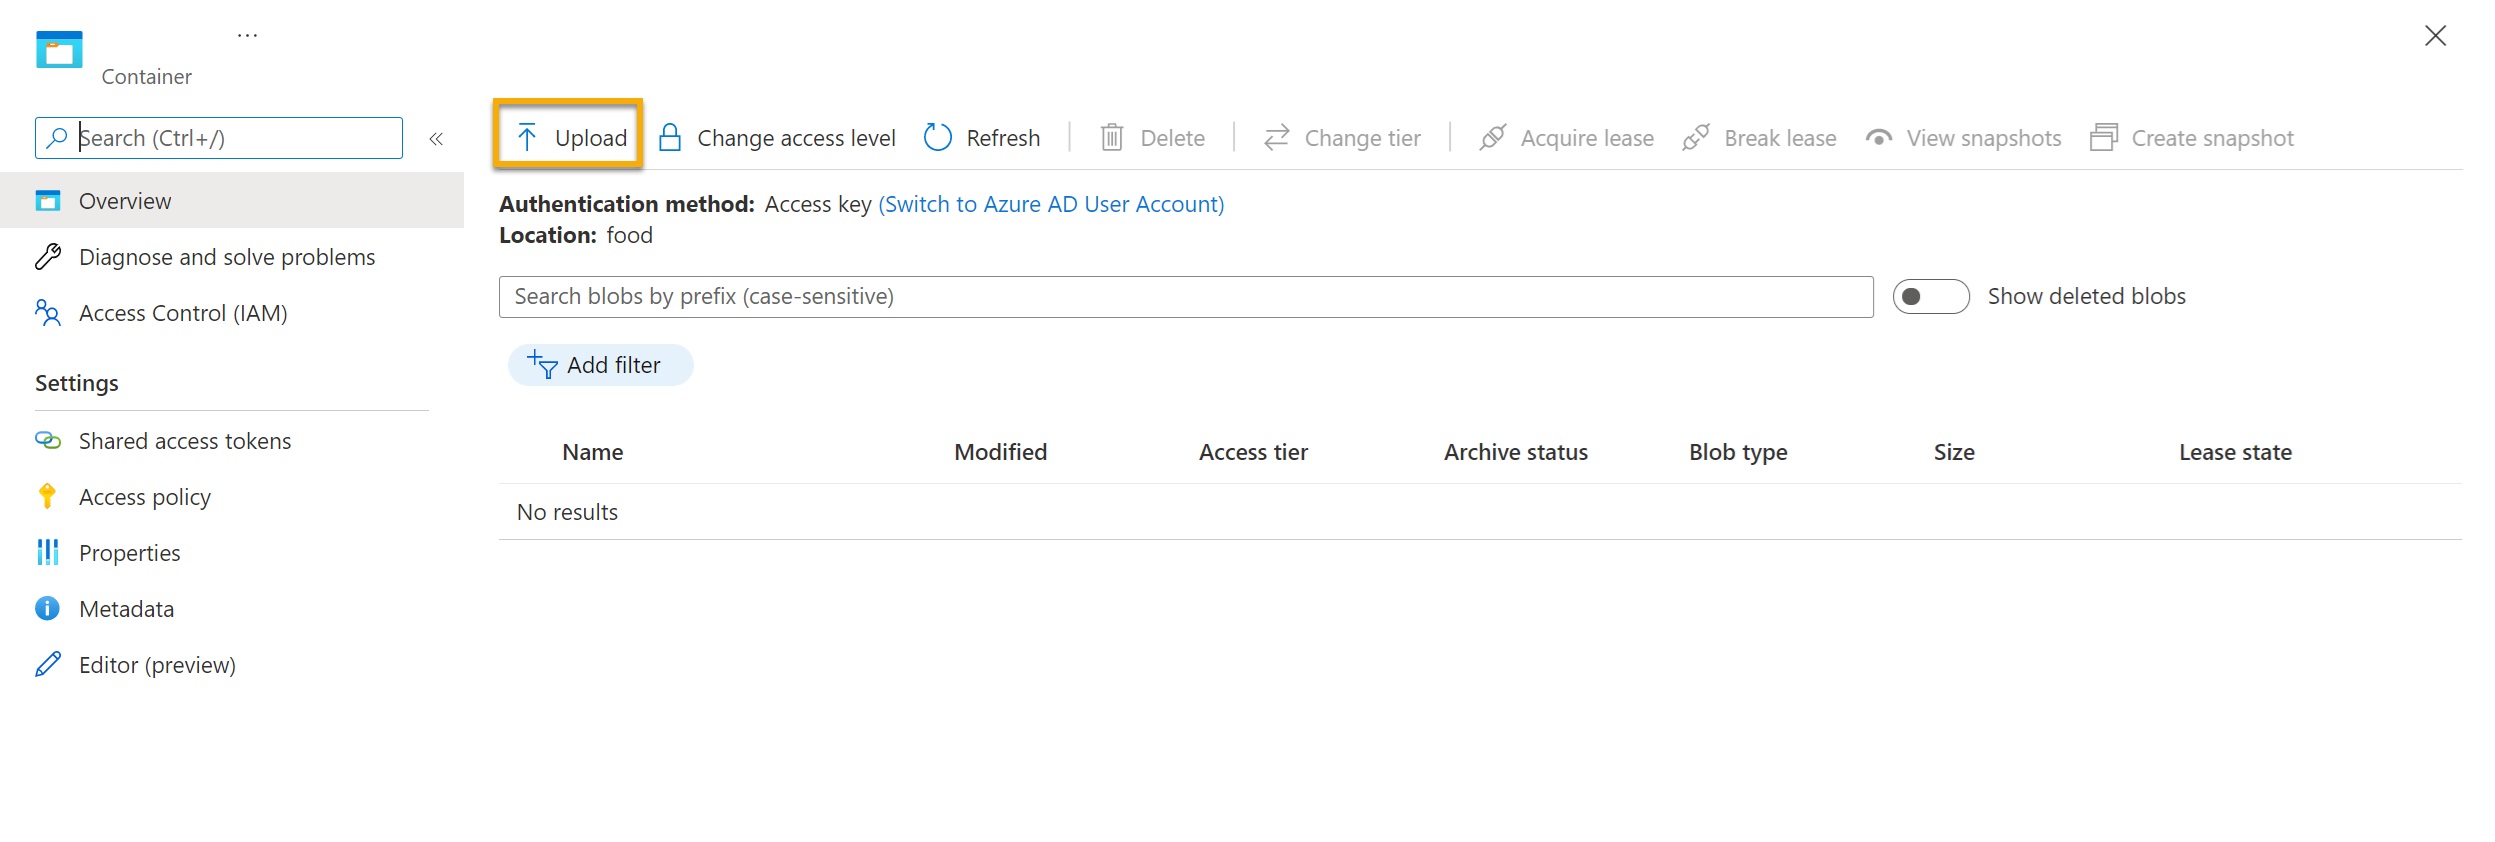 ...
Container
Search (Ctrl+/)
«
Upload
Change access level
Refresh
Delete
Change tier
Acquire lease
Break lease
View snapshots
Create snapshot
Overview
Diagnose and solve problems
Access Control (IAM)
Settings
Shared access tokens
Access policy
Properties
Metadata
Editor (preview)
Authentication method: Access key (Switch to Azure AD User Account)
Location: food
Search blobs by prefix (case-sensitive)
Show deleted blobs
Add filter
Name Modified Access tier Archive status Blob type Size Lease state
No results